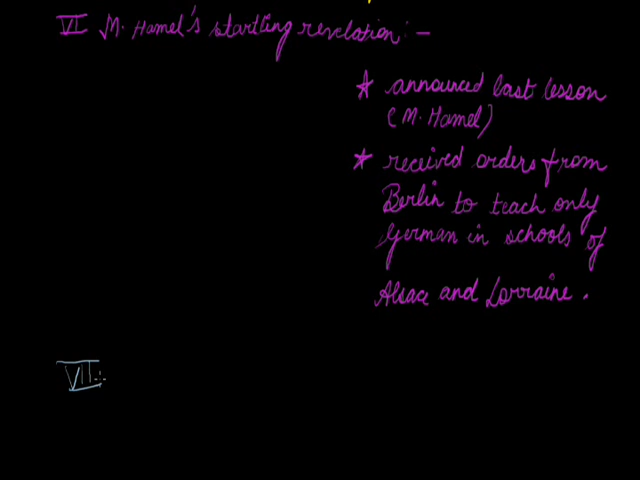 VI M. Hamel's startling revelation:-
* announced last lesson
(M. Hamel)
* received orders from
Berlin to teach only
German in schools of
Alsace and Lorraine.
VII: